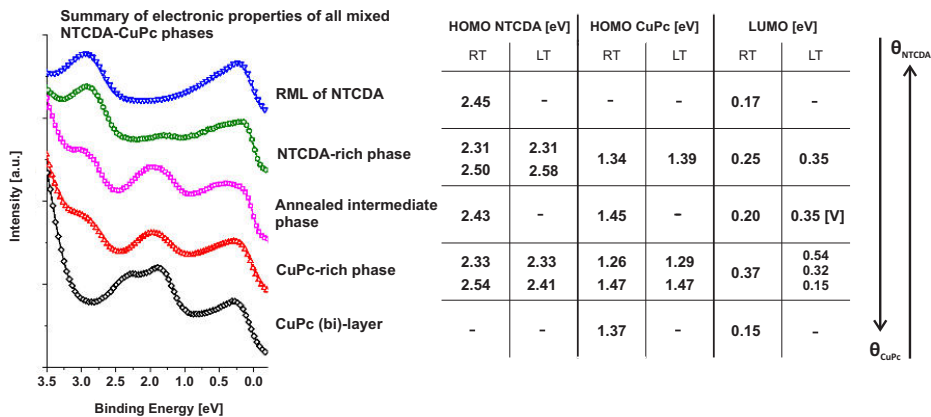 Summary of electronic properties of all mixed
NTCDA-CuPc phases
Intensity [a.u.]
RML of NTCDA
NTCDA-rich phase
Annealed intermediate
phase
CuPc-rich phase
CuPc (bi)-layer
3.5 3.0 2.5 2.0 1.5 1.0 0.5 0.0
Binding Energy [eV]
HOMO NTCDA [eV] HOMO CuPc [eV] LUMO [eV]
RT LT RT LT RT LT
2.45 - - - 0.17 -
2.31 2.31
1.34 1.39 0.25 0.35
2.50 2.58
2.43 - 1.45 - 0.20 0.35 [V]
2.33 2.33 1.26 1.29 0.54
0.37 0.32
2.54 2.41 1.47 1.47 0.15
- - 1.37 - 0.15 -
θNTCDA
θCuPc